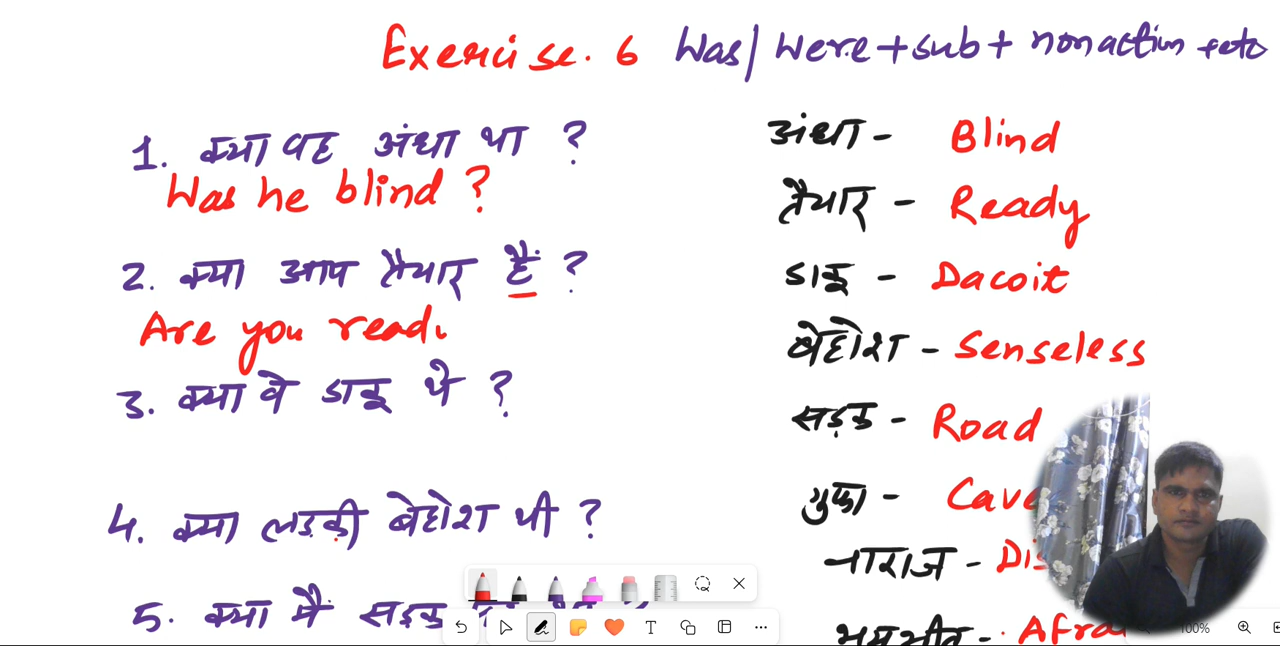 Exercise. 6 Was/ were + sub + non action + etc
1. क्या वह अंधा था ?
Was he blind ?
2. क्या आप तैयार हैं ?
Are you read
3. क्या वे डाकू थे ?
4. क्या लड़की बेहोश थी ?
5. क्या मैं सड़क
अंधा - Blind
तैयार - Ready
डाकू - Dacoit
बेहोश - Senseless
सड़क - Road
गुफा - Cave
नाराज - Dis
भयभीत - Afra
100%